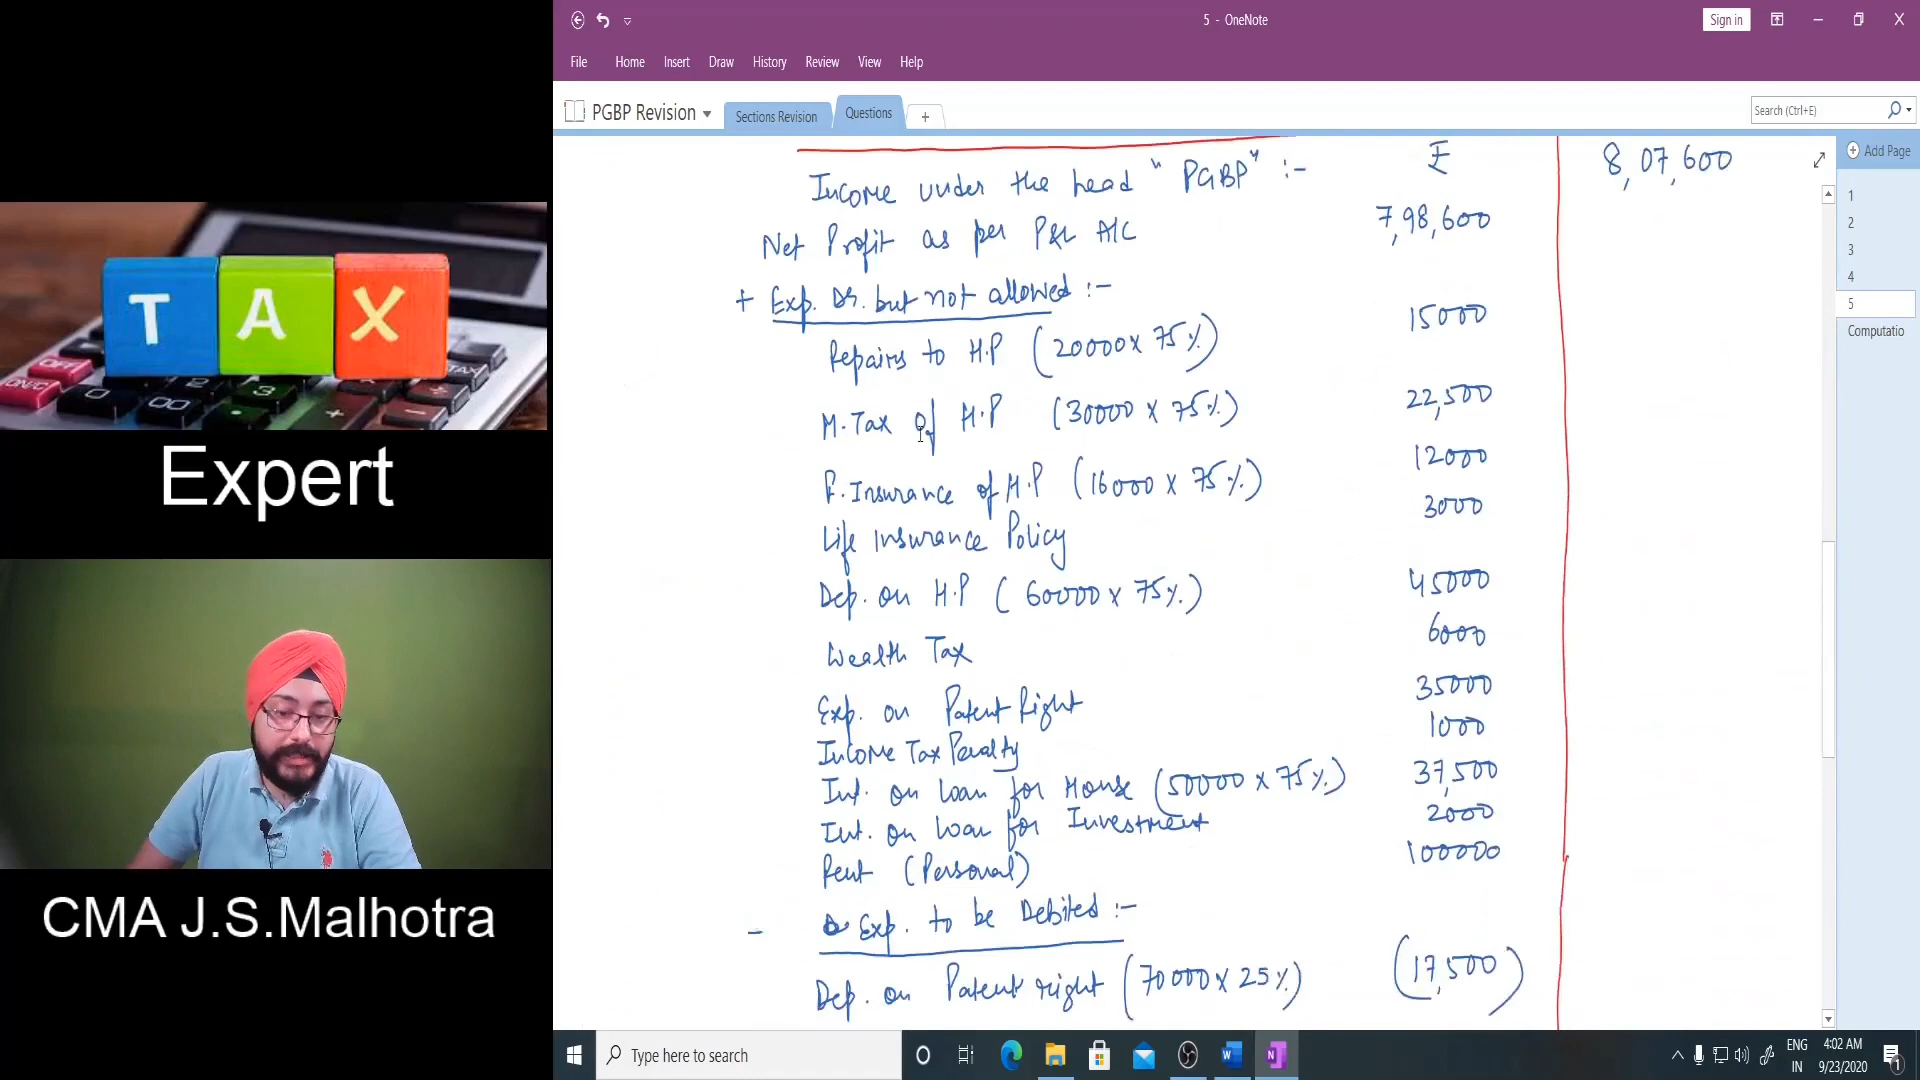 5 - OneNote
Sign in
File Home Insert Draw History Review View Help
PGBP Revision
Sections Revision
Questions
+
Search (Ctrl+E)
Add Page
1
2
3
4
5
Computatio
Income under the head " PGBP" :- ₹ 8,07,600
Net Profit as per P&L A/C 7,98,600
+ Exp. Dr. but not allowed :-
Repairs to H.P (20000 x 75%) 15000
M.Tax of H.P (30000 x 75%) 22,500
F.Insurance of H.P (16000 x 75%) 12000
Life Insurance Policy 3000
Dep. on H.P (60000 x 75%) 45000
Wealth Tax 6000
Exp. on Patent Right 35000
Income Tax Penalty 1000
Int. on loan for House (50000 x 75%) 37,500
Int. on loan for Investment 2000
Rent (Personal) 100000
- Exp. to be Debited :-
Dep. on Patent right (70000 x 25%) (17,500)
T A X
Expert
CMA J.S.Malhotra
Type here to search
ENG
IN
4:02 AM
9/23/2020
1